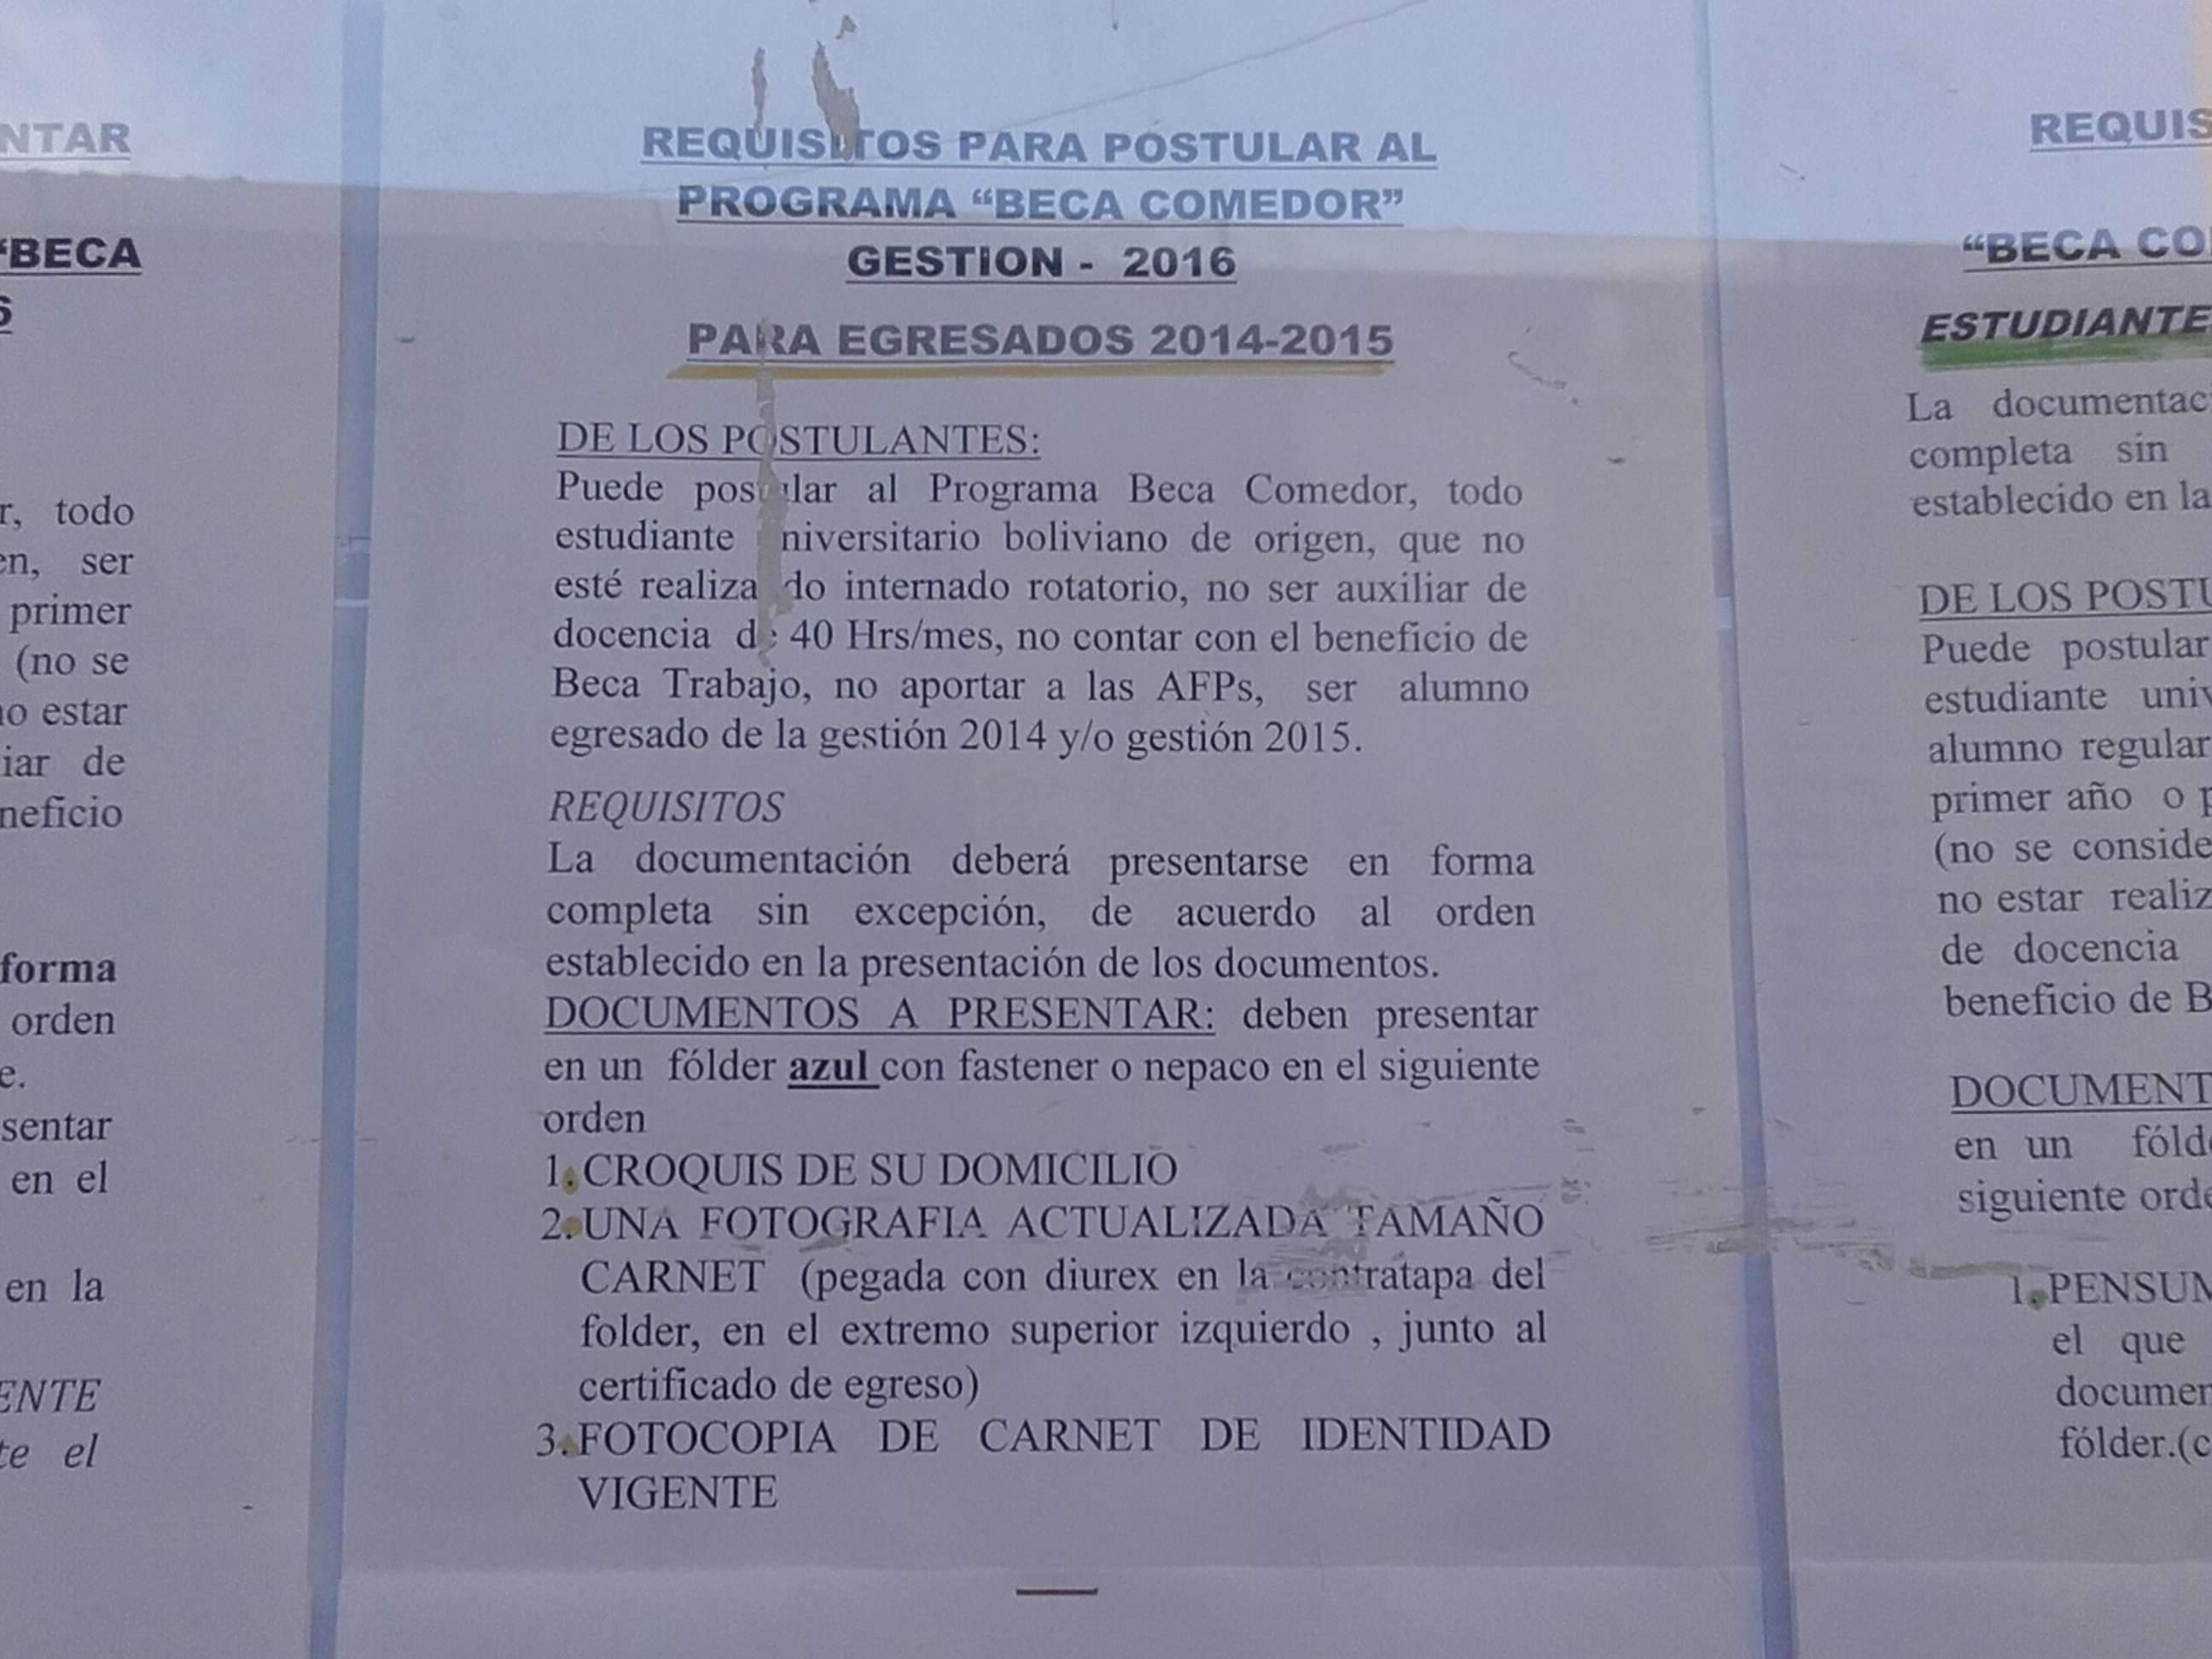 NTAR
"BECA
6
r, todo
en, ser
primer
(no se
no estar
iar de
neficio
forma
orden
e.
sentar
en el
en la
ENTE
te el
REQUISITOS PARA POSTULAR AL
PROGRAMA “BECA COMEDOR”
GESTION - 2016
PARA EGRESADOS 2014-2015
DE LOS POSTULANTES:
Puede postular al Programa Beca Comedor, todo
estudiante universitario boliviano de origen, que no
esté realizando internado rotatorio, no ser auxiliar de
docencia de 40 Hrs/mes, no contar con el beneficio de
Beca Trabajo, no aportar a las AFPs, ser alumno
egresado de la gestión 2014 y/o gestión 2015.
REQUISITOS
La documentación deberá presentarse en forma
completa sin excepción, de acuerdo al orden
establecido en la presentación de los documentos.
DOCUMENTOS A PRESENTAR: deben presentar
en un fólder azul con fastener o nepaco en el siguiente
orden
1. CROQUIS DE SU DOMICILIO
2. UNA FOTOGRAFIA ACTUALIZADA TAMAÑO
CARNET (pegada con diurex en la contratapa del
folder, en el extremo superior izquierdo , junto al
certificado de egreso)
3. FOTOCOPIA DE CARNET DE IDENTIDAD
VIGENTE
REQUIS
“BECA CO
ESTUDIANTE
La documentac
completa sin
establecido en la
DE LOS POSTU
Puede postular
estudiante univ
alumno regular
primer año o p
(no se conside
no estar realiz
de docencia
beneficio de B
DOCUMENT
en un fólde
siguiente orde
1. PENSUM
el que
documen
fólder.(c